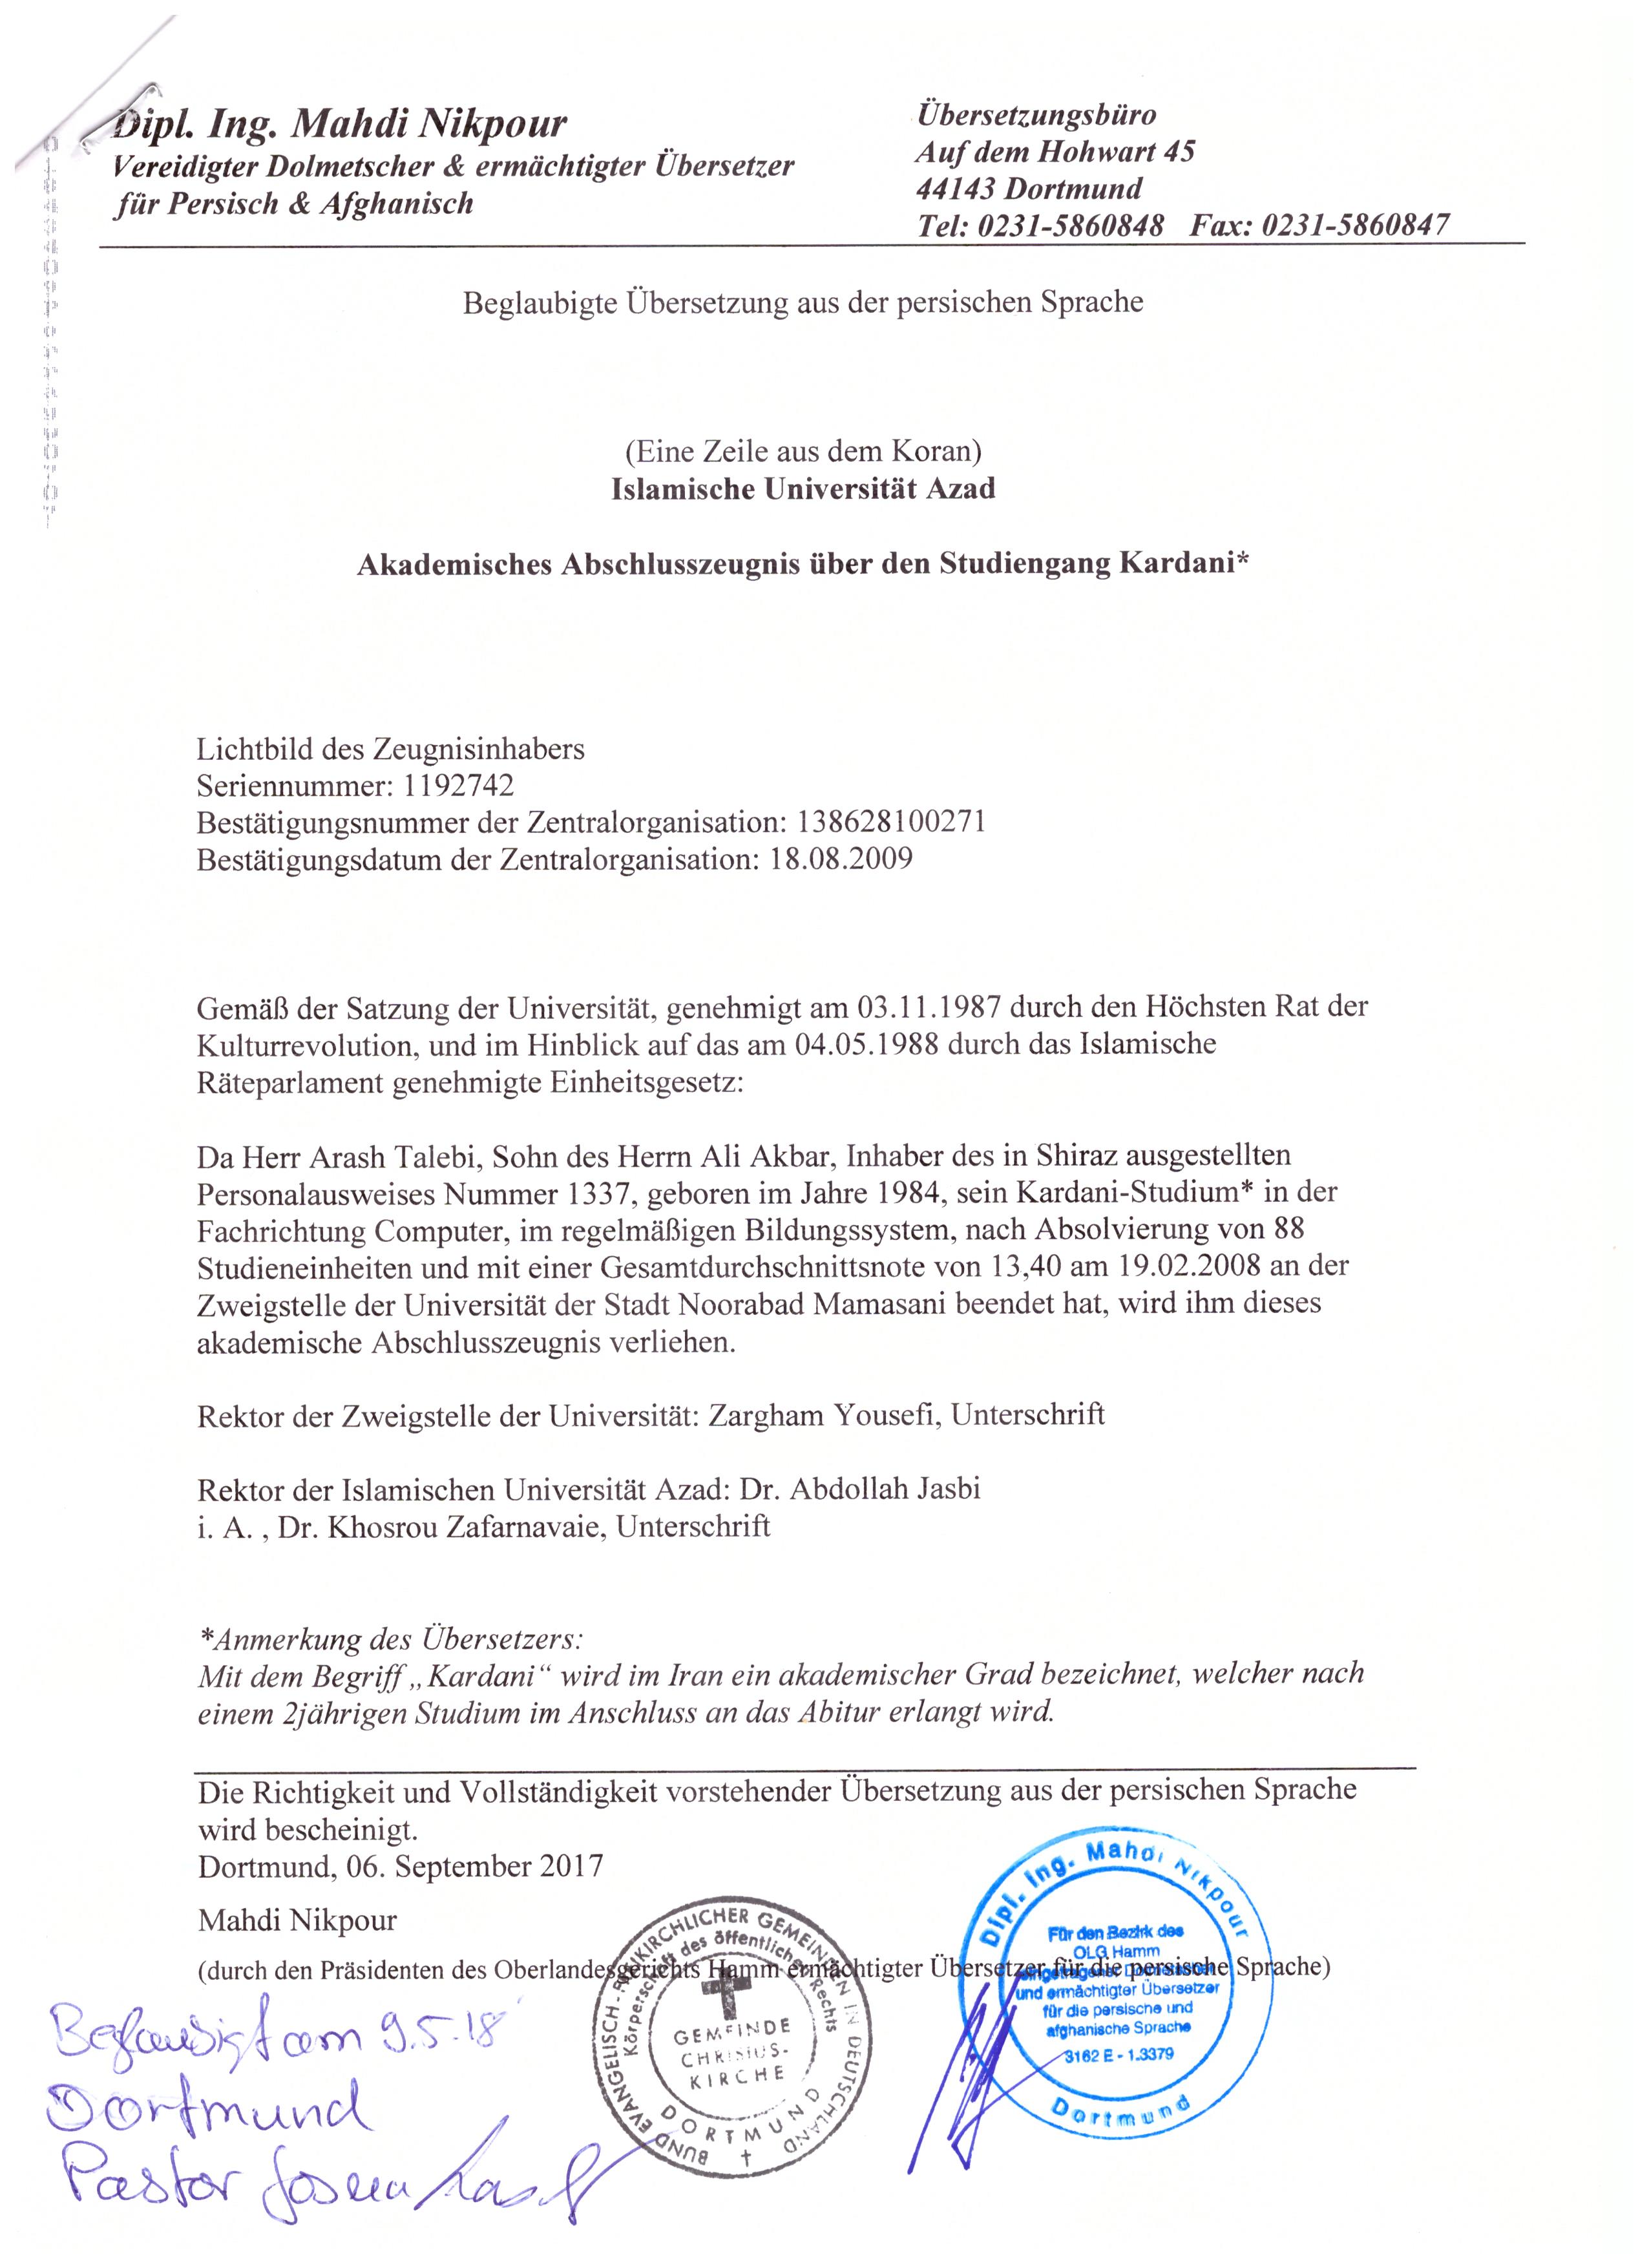 Dipl. Ing. Mahdi Nikpour
Vereidigter Dolmetscher & ermächtigter Übersetzer
für Persisch & Afghanisch
Übersetzungsbüro
Auf dem Hohwart 45
44143 Dortmund
Tel: 0231-5860848 Fax: 0231-5860847
Beglaubigte Übersetzung aus der persischen Sprache
(Eine Zeile aus dem Koran)
Islamische Universität Azad
Akademisches Abschlusszeugnis über den Studiengang Kardani*
Lichtbild des Zeugnisinhabers
Seriennummer: 1192742
Bestätigungsnummer der Zentralorganisation: 138628100271
Bestätigungsdatum der Zentralorganisation: 18.08.2009
Gemäß der Satzung der Universität, genehmigt am 03.11.1987 durch den Höchsten Rat der
Kulturrevolution, und im Hinblick auf das am 04.05.1988 durch das Islamische
Räteparlament genehmigte Einheitsgesetz:
Da Herr Arash Talebi, Sohn des Herrn Ali Akbar, Inhaber des in Shiraz ausgestellten
Personalausweises Nummer 1337, geboren im Jahre 1984, sein Kardani-Studium* in der
Fachrichtung Computer, im regelmäßigen Bildungssystem, nach Absolvierung von 88
Studieneinheiten und mit einer Gesamtdurchschnittsnote von 13,40 am 19.02.2008 an der
Zweigstelle der Universität der Stadt Noorabad Mamasani beendet hat, wird ihm dieses
akademische Abschlusszeugnis verliehen.
Rektor der Zweigstelle der Universität: Zargham Yousefi, Unterschrift
Rektor der Islamischen Universität Azad: Dr. Abdollah Jasbi
i. A. , Dr. Khosrou Zafarnavaie, Unterschrift
*Anmerkung des Übersetzers:
Mit dem Begriff „Kardani“ wird im Iran ein akademischer Grad bezeichnet, welcher nach
einem 2jährigen Studium im Anschluss an das Abitur erlangt wird.
Die Richtigkeit und Vollständigkeit vorstehender Übersetzung aus der persischen Sprache
wird bescheinigt.
Dortmund, 06. September 2017
Mahdi Nikpour
(durch den Präsidenten des Oberlandesgerichts Hamm ermächtigter Übersetzer für die persische Sprache)
BUND EVANGELISCH-FREIKIRCHLICHER GEMEINDEN IN DEUTSCHLAND
Körperschaft des öffentlichen Rechts
GEMEINDE
CHRISTUS-
KIRCHE
DORTMUND
Dipl. Ing. Mahdi Nikpour
Für den Bezirk des
OLG Hamm
und ermächtigter Übersetzer
für die persische und
afghanische Sprache
3162 E - 1.3379
Dortmund
Beglaubigt am 9.5.18
Dortmund
Pastor